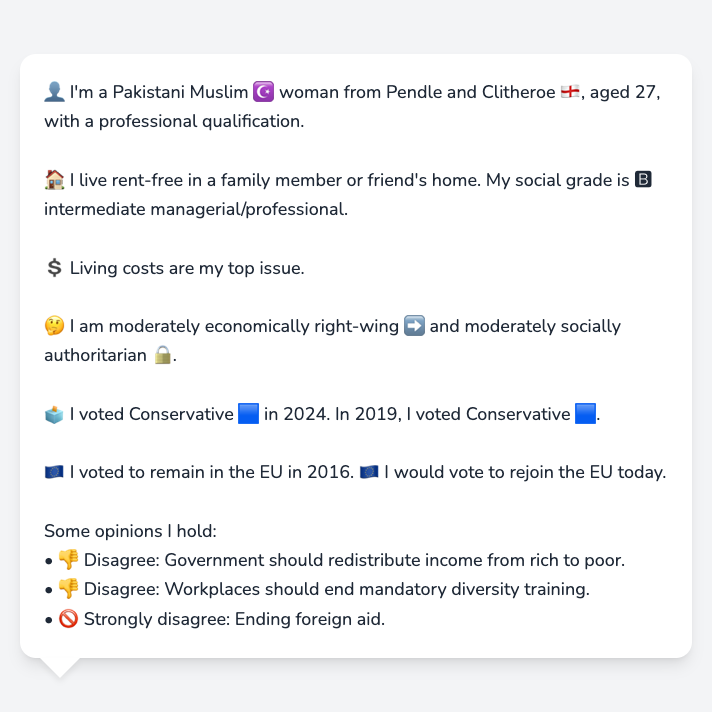 👤 I'm a Pakistani Muslim ☪️ woman from Pendle and Clitheroe 🏴󠁧󠁢󠁥󠁮󠁧󠁿, aged 27,
with a professional qualification.
🏠 I live rent-free in a family member or friend's home. My social grade is 🅱
intermediate managerial/professional.
💲 Living costs are my top issue.
🤔 I am moderately economically right-wing ➡️ and moderately socially
authoritarian 🔒.
🗳️ I voted Conservative 🟦 in 2024. In 2019, I voted Conservative 🟦.
🇪🇺 I voted to remain in the EU in 2016. 🇪🇺 I would vote to rejoin the EU today.
Some opinions I hold:
• 👎 Disagree: Government should redistribute income from rich to poor.
• 👎 Disagree: Workplaces should end mandatory diversity training.
• 🚫 Strongly disagree: Ending foreign aid.